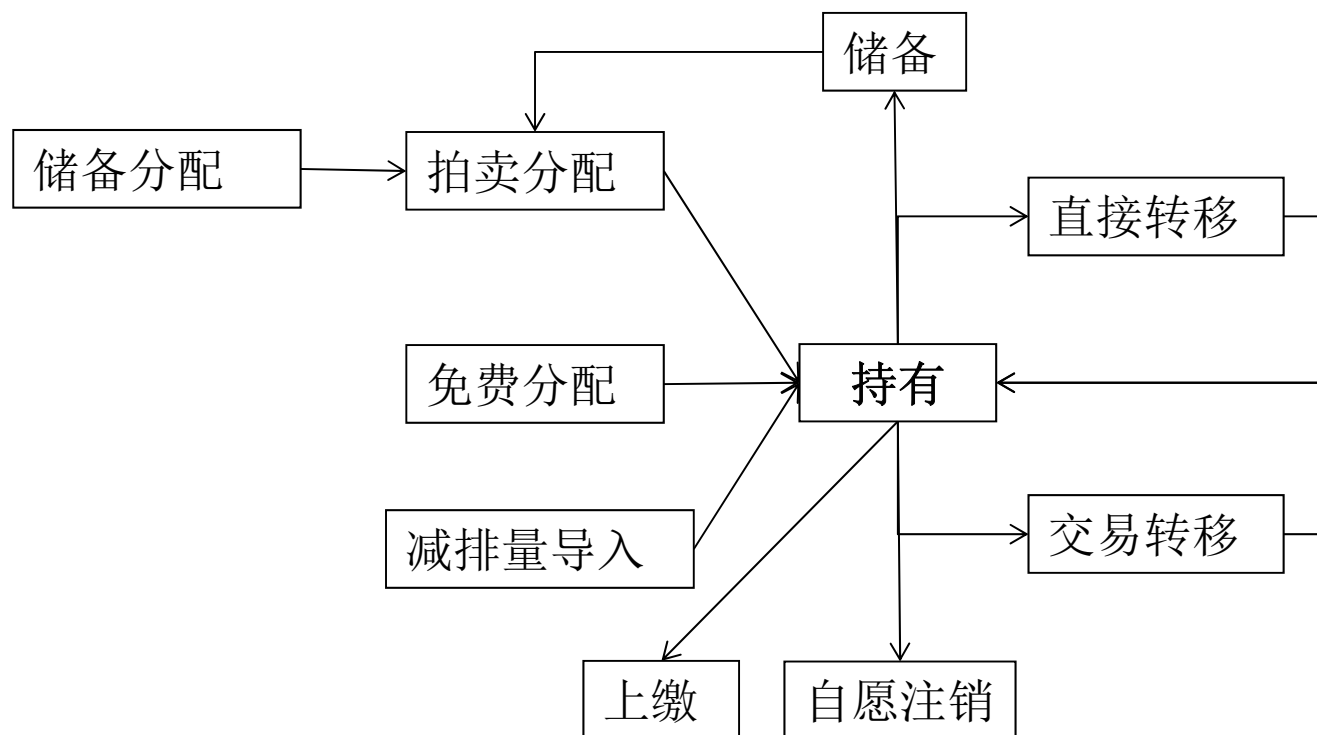 储备
储备分配
拍卖分配
直接转移
免费分配
持有
减排量导入
交易转移
上缴
自愿注销